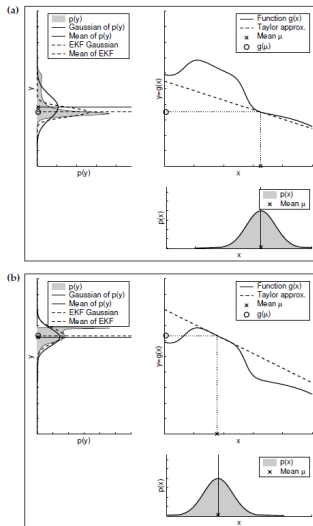 (a)
p(y)
Gaussian of p(y)
Mean of p(y)
EKF Gaussian
Mean of EKF
y
p(y)
Function g(x)
Taylor approx.
Mean μ
g(μ)
y=g(x)
x
p(x)
Mean μ
p(x)
x
(b)
p(y)
Gaussian of p(y)
Mean of p(y)
EKF Gaussian
Mean of EKF
y
p(y)
Function g(x)
Taylor approx.
Mean μ
g(μ)
y=g(x)
x
p(x)
Mean μ
p(x)
x